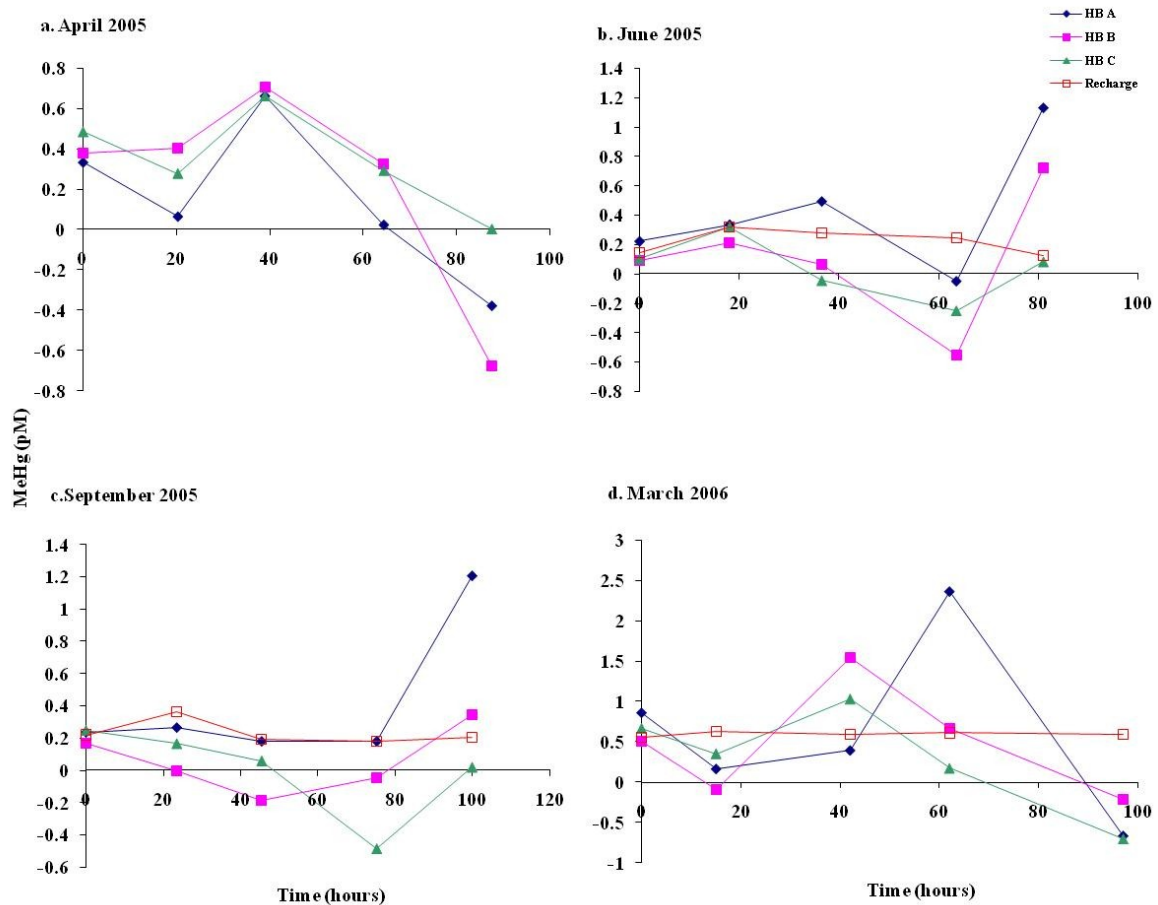 a. April 2005
0.8
0.6
0.4
0.2
0
-0.2
-0.4
-0.6
-0.8
0 20 40 60 80 100
b. June 2005
1.4
1.2
1
0.8
0.6
0.4
0.2
0
-0.2
-0.4
-0.6
-0.8
0 20 40 60 80 100
HB A
HB B
HB C
Recharge
MeHg (pM)
c.September 2005
1.4
1.2
1
0.8
0.6
0.4
0.2
0
-0.2
-0.4
-0.6
0 20 40 60 80 100 120
Time (hours)
d. March 2006
3
2.5
2
1.5
1
0.5
0
-0.5
-1
0 20 40 60 80 100
Time (hours)